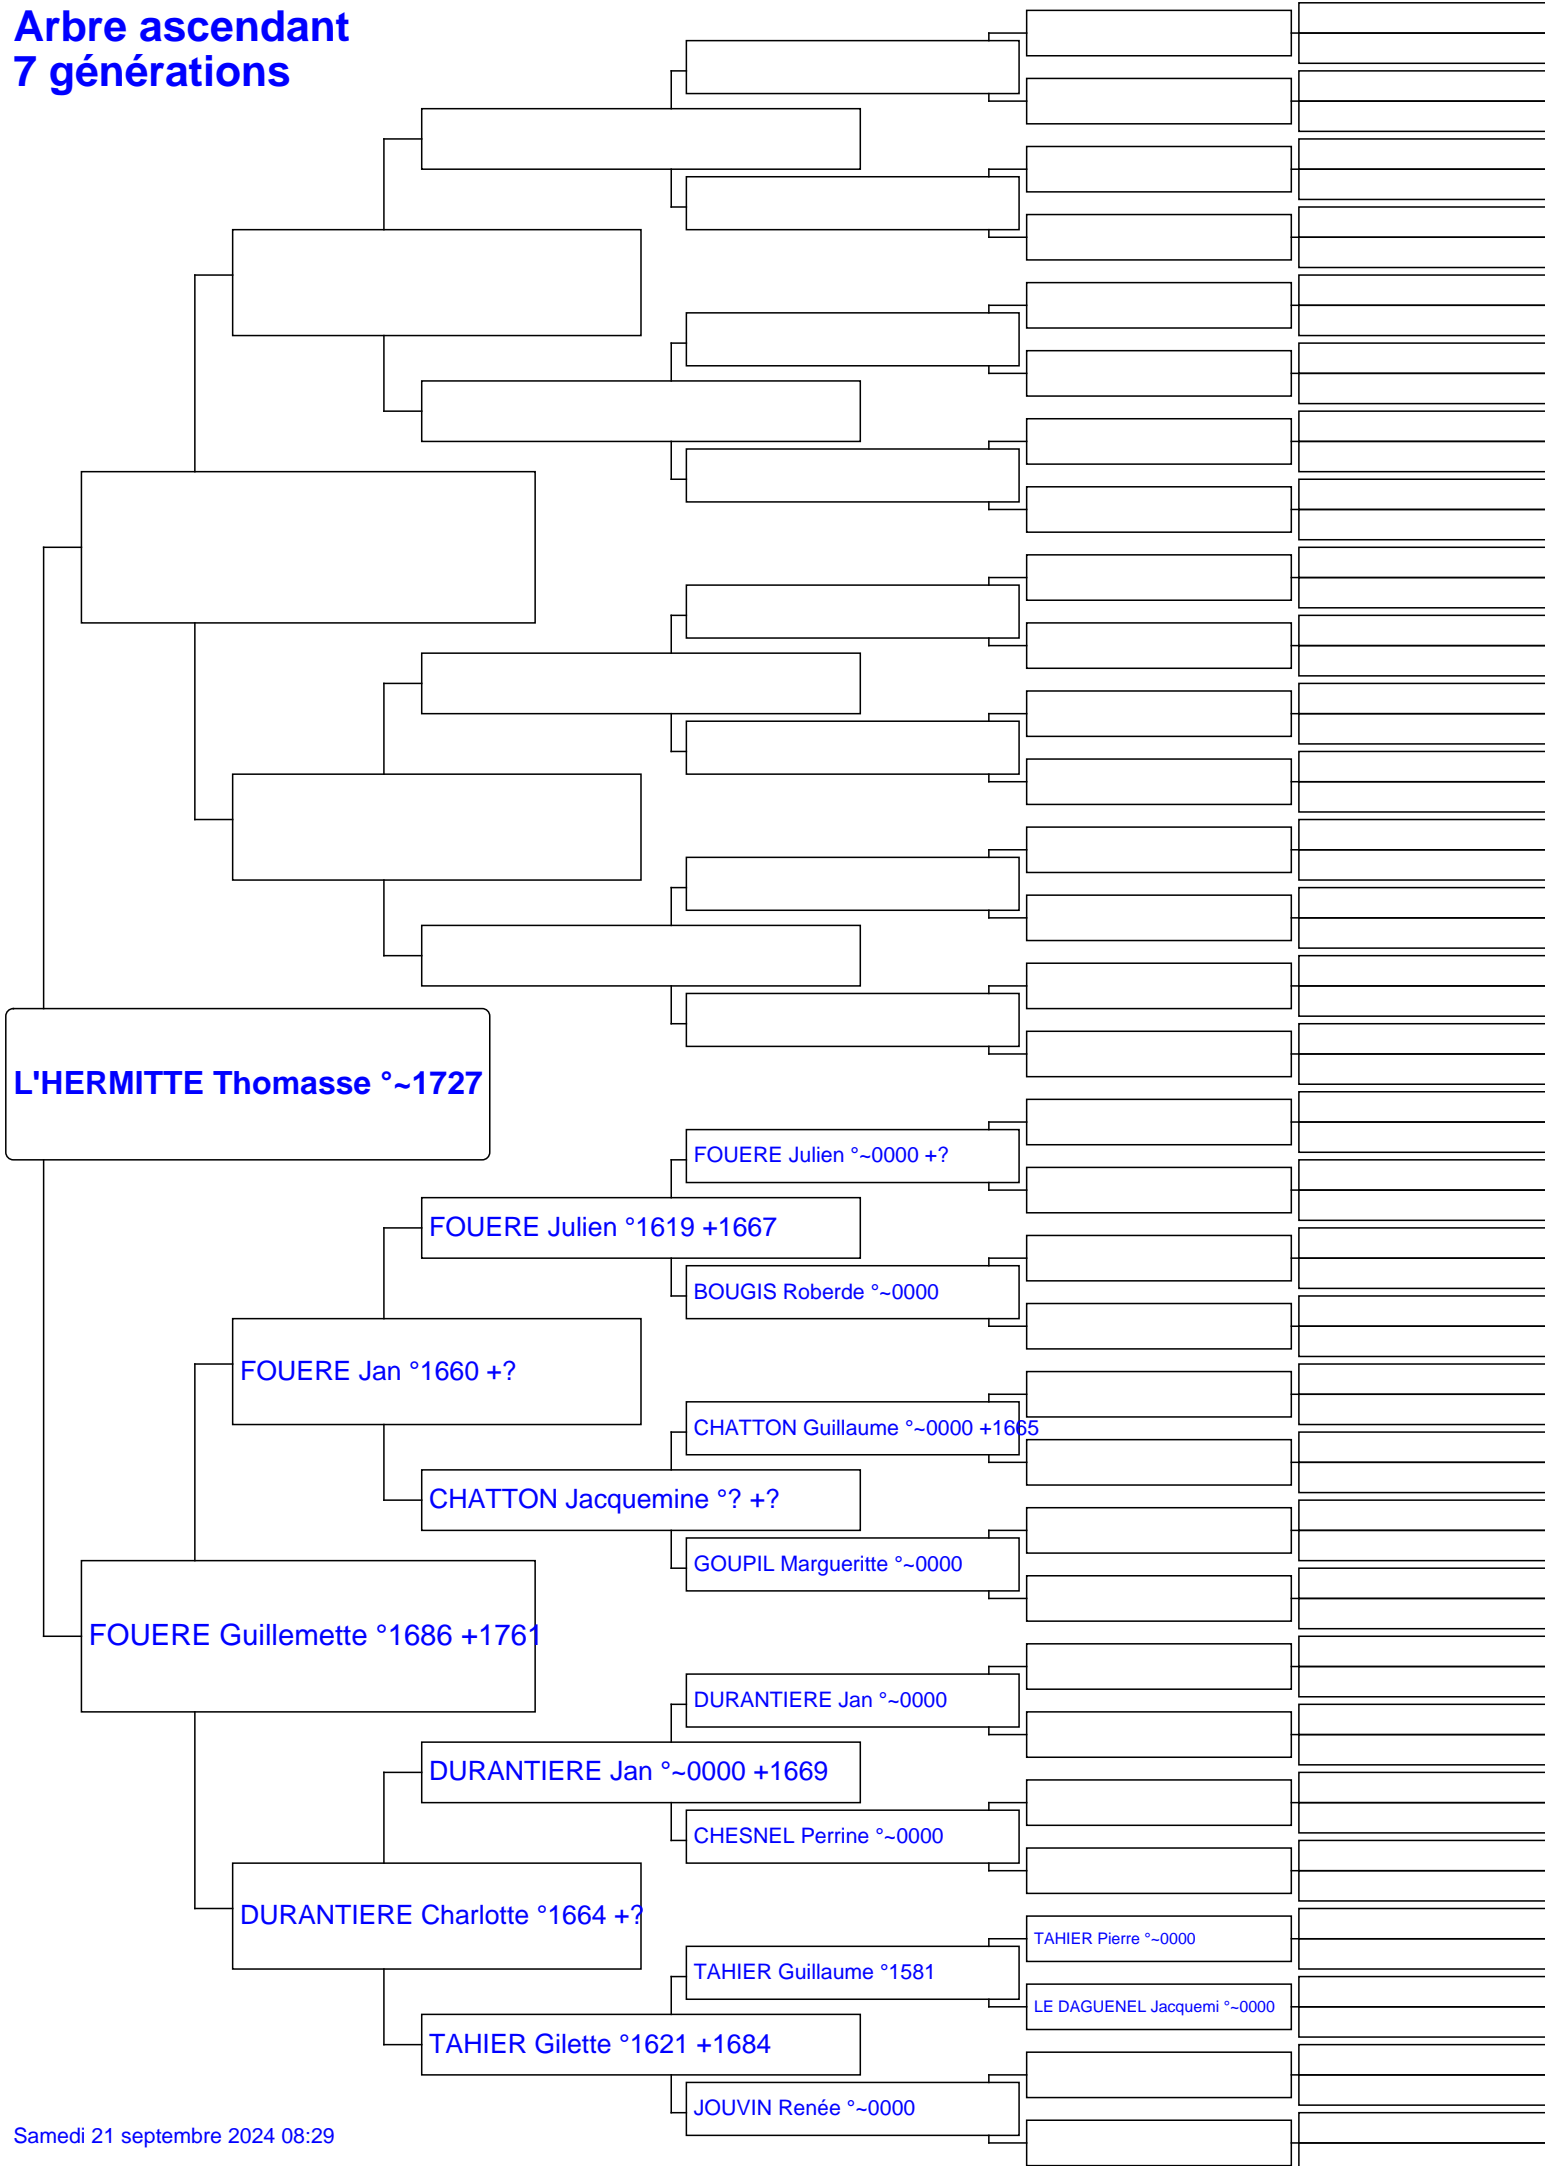 Arbre ascendant
7 générations
L'HERMITTE Thomasse °~1727
FOUERE Julien °~0000 +?
FOUERE Julien °1619 +1667
BOUGIS Roberde °~0000
FOUERE Jan °1660 +?
CHATTON Guillaume °~0000 +1665
CHATTON Jacquemine °? +?
GOUPIL Margueritte °~0000
FOUERE Guillemette °1686 +1761
DURANTIERE Jan °~0000
DURANTIERE Jan °~0000 +1669
CHESNEL Perrine °~0000
DURANTIERE Charlotte °1664 +?
TAHIER Pierre °~0000
TAHIER Guillaume °1581
LE DAGUENEL Jacquemi °~0000
TAHIER Gilette °1621 +1684
JOUVIN Renée °~0000
Samedi 21 septembre 2024 08:29